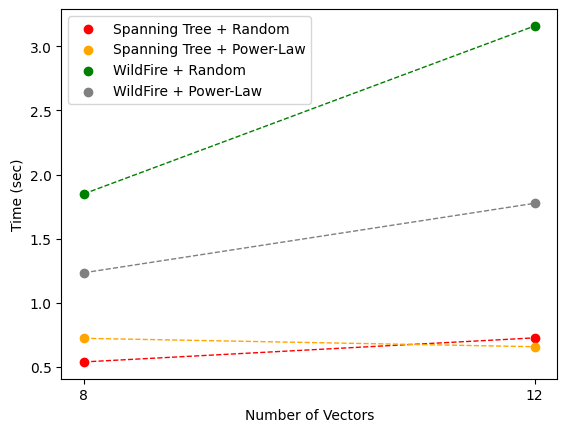 Spanning Tree + Random
Spanning Tree + Power-Law
WildFire + Random
WildFire + Power-Law
3.0
2.5
2.0
1.5
1.0
0.5
Time (sec)
8
12
Number of Vectors